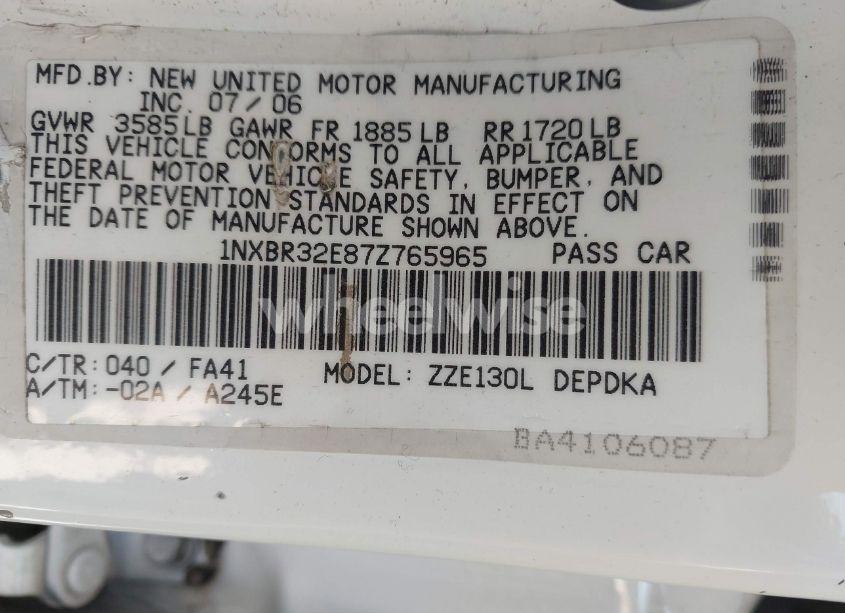 MFD.BY: NEW UNITED MOTOR MANUFACTURING
INC. 07/06
GVWR 3585LB GAWR FR 1885LB RR 1720LB
THIS VEHICLE CONFORMS TO ALL APPLICABLE
FEDERAL MOTOR VEHICLE SAFETY, BUMPER, AND
THEFT PREVENTION STANDARDS IN EFFECT ON
THE DATE OF MANUFACTURE SHOWN ABOVE.
1NXBR32E87Z765965 PASS CAR
wheelwise
C/TR: 040 / FA41 MODEL: ZZE130L DEPDKA
A/TM: -02A / A245E
BA4106087